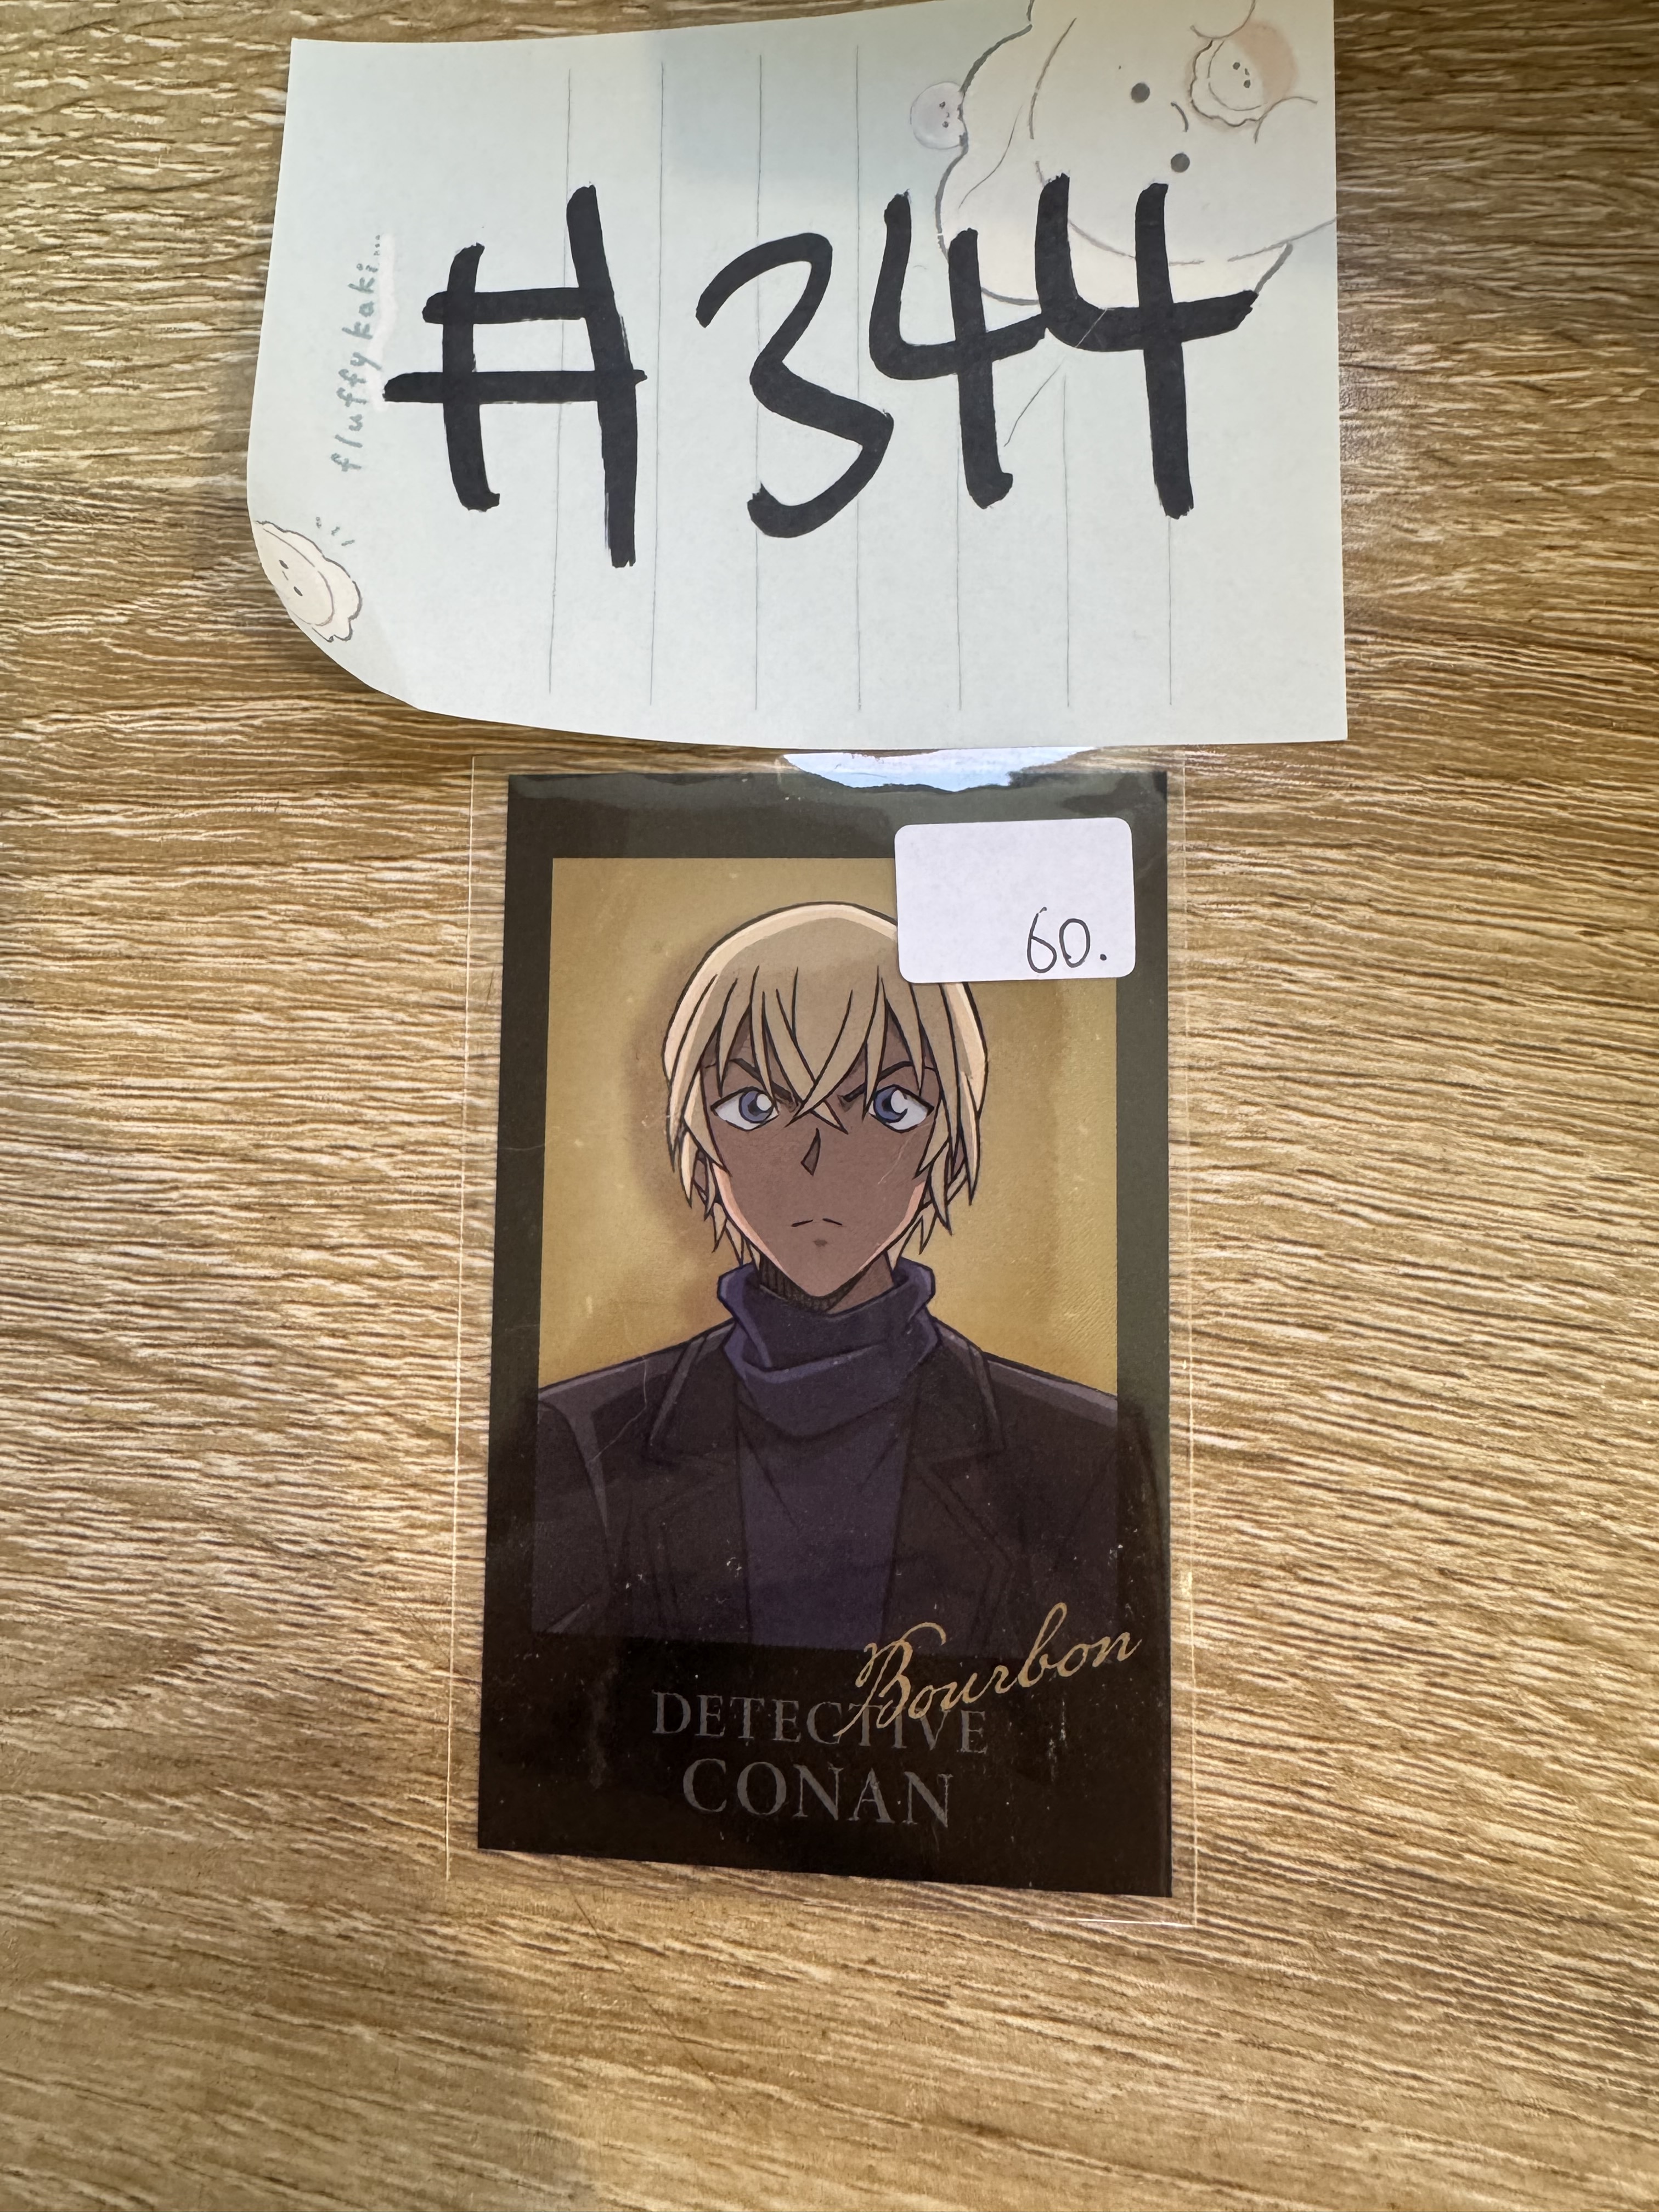 #344
fluffy kaki...
60.
Bourbon
DETECTIVE
CONAN